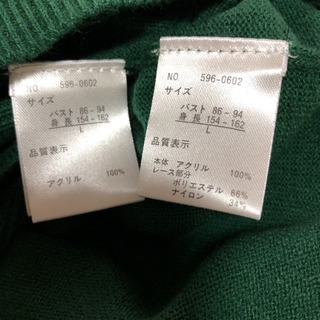 NO 596-0602
サイズ
バスト 86-94
身長 154-162
L
品質表示
アクリル 100%
NO 596-0602
サイズ
バスト 86-94
身長 154-162
L
品質表示
本体 アクリル 100%
レース部分
ポリエステル 66%
ナイロン 34%